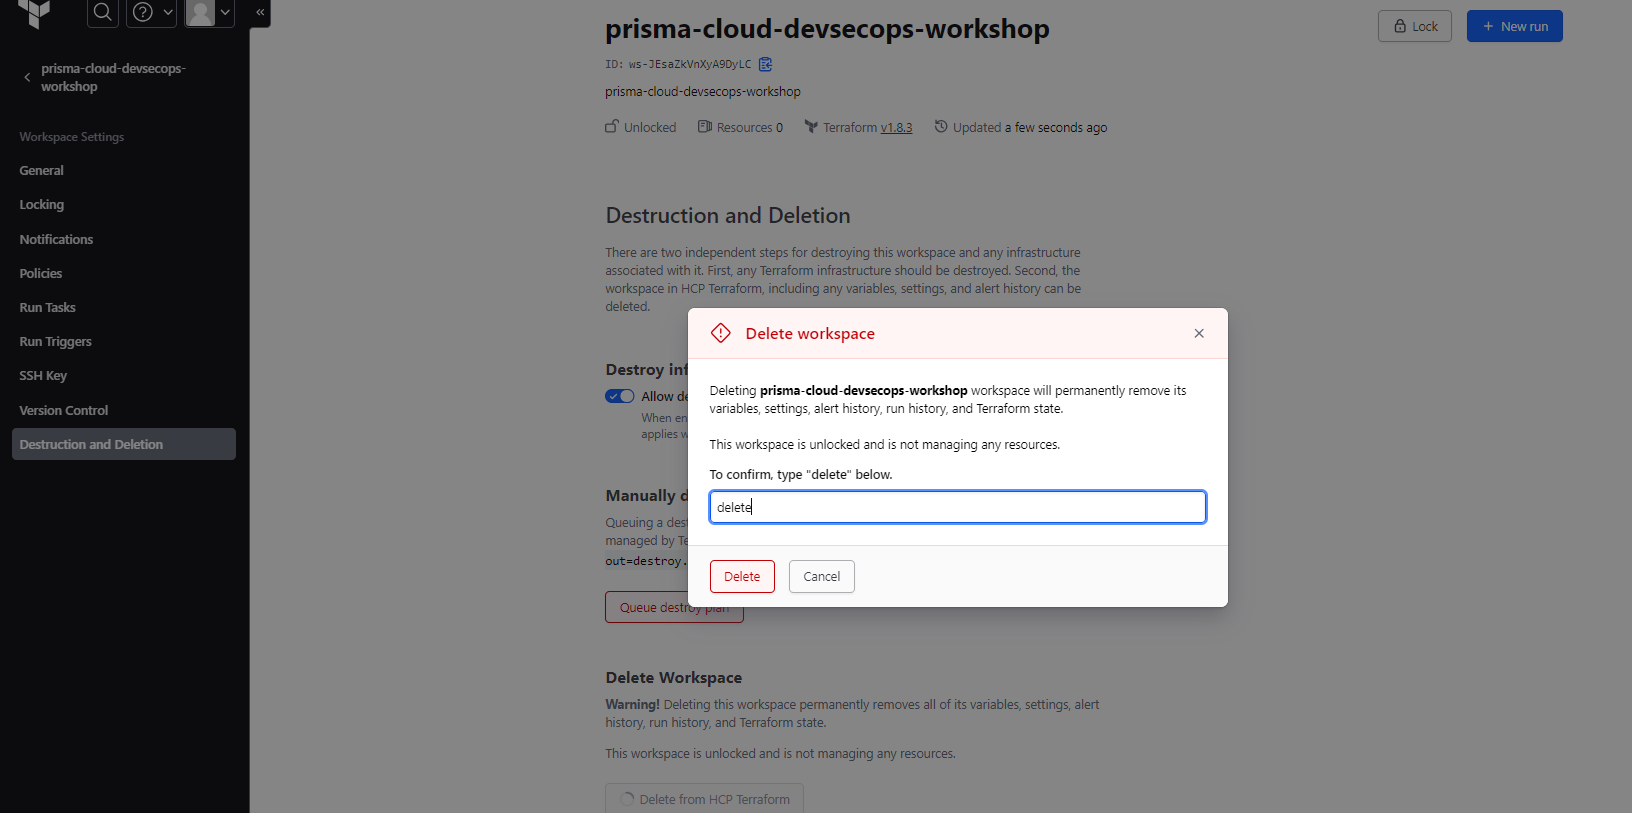 «
prisma-cloud-devsecops-
workshop
Workspace Settings
General
Locking
Notifications
Policies
Run Tasks
Run Triggers
SSH Key
Version Control
Destruction and Deletion
prisma-cloud-devsecops-workshop
Lock
+ New run
ID: ws-JEsaZkVnXyA9DyLC
prisma-cloud-devsecops-workshop
Unlocked Resources 0 Terraform v1.8.3 Updated a few seconds ago
Destruction and Deletion
There are two independent steps for destroying this workspace and any infrastructure
associated with it. First, any Terraform infrastructure should be destroyed. Second, the
workspace in HCP Terraform, including any variables, settings, and alert history can be
deleted.
Destroy inf
Allow de
When en
applies w
Manually d
Queuing a dest
managed by Te
out=destroy.
Queue destroy plan
Delete workspace
Deleting prisma-cloud-devsecops-workshop workspace will permanently remove its
variables, settings, alert history, run history, and Terraform state.
This workspace is unlocked and is not managing any resources.
To confirm, type "delete" below.
delete
Delete Cancel
Delete Workspace
Warning! Deleting this workspace permanently removes all of its variables, settings, alert
history, run history, and Terraform state.
This workspace is unlocked and is not managing any resources.
Delete from HCP Terraform